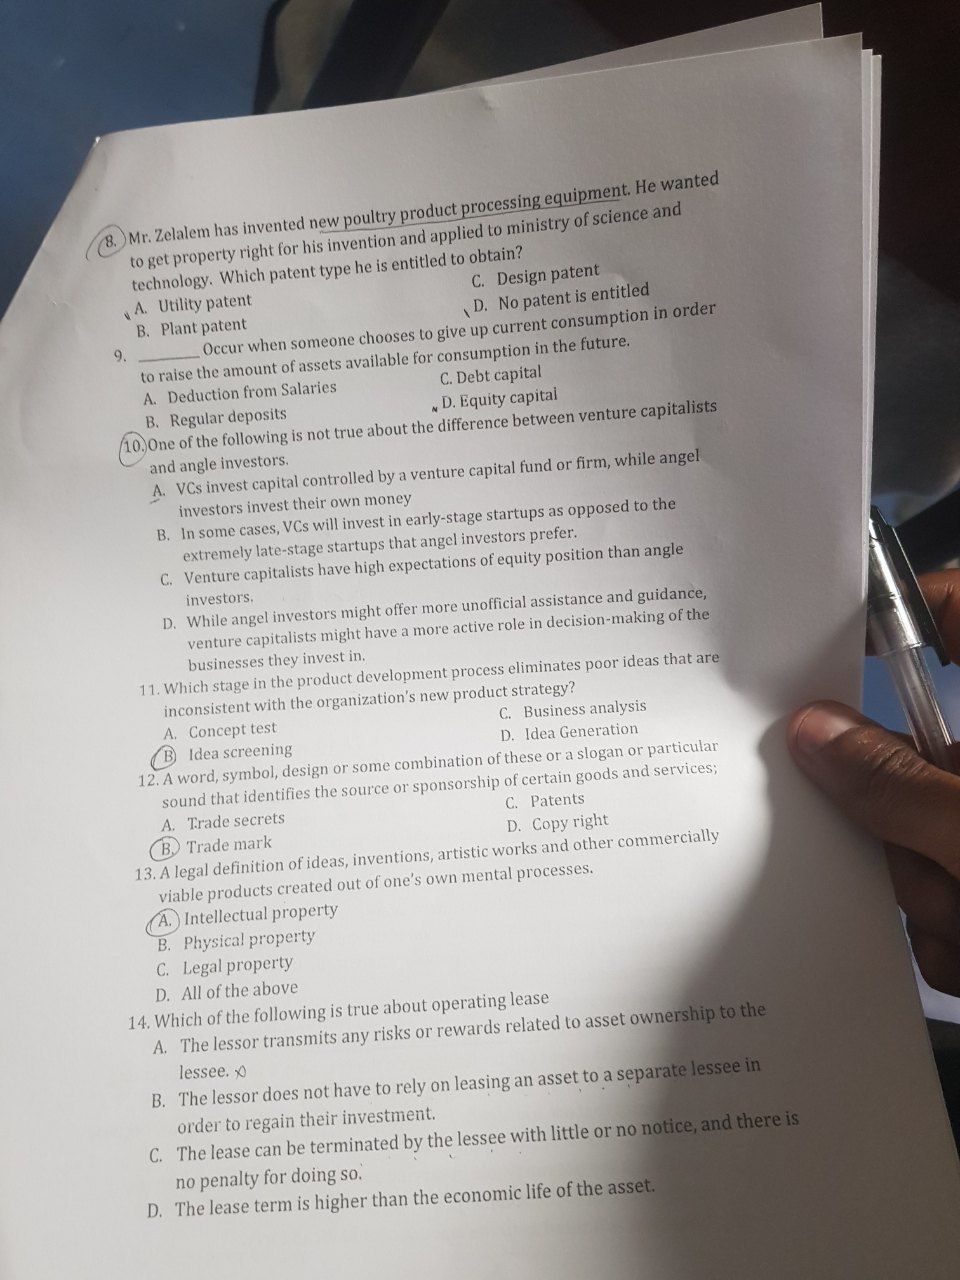 8. Mr. Zelalem has invented new poultry product processing equipment. He wanted
to get property right for his invention and applied to ministry of science and
technology. Which patent type he is entitled to obtain?
A. Utility patent
B. Plant patent
C. Design patent
D. No patent is entitled
9. ________ Occur when someone chooses to give up current consumption in order
to raise the amount of assets available for consumption in the future.
A. Deduction from Salaries
B. Regular deposits
C. Debt capital
D. Equity capital
10. One of the following is not true about the difference between venture capitalists
and angle investors.
A. VCs invest capital controlled by a venture capital fund or firm, while angel
investors invest their own money
B. In some cases, VCs will invest in early-stage startups as opposed to the
extremely late-stage startups that angel investors prefer.
C. Venture capitalists have high expectations of equity position than angle
investors.
D. While angel investors might offer more unofficial assistance and guidance,
venture capitalists might have a more active role in decision-making of the
businesses they invest in.
11. Which stage in the product development process eliminates poor ideas that are
inconsistent with the organization's new product strategy?
A. Concept test
B Idea screening
C. Business analysis
D. Idea Generation
12. A word, symbol, design or some combination of these or a slogan or particular
sound that identifies the source or sponsorship of certain goods and services;
A. Trade secrets
B. Trade mark
C. Patents
D. Copy right
13. A legal definition of ideas, inventions, artistic works and other commercially
viable products created out of one's own mental processes.
A. Intellectual property
B. Physical property
C. Legal property
D. All of the above
14. Which of the following is true about operating lease
A. The lessor transmits any risks or rewards related to asset ownership to the
lessee.
B. The lessor does not have to rely on leasing an asset to a separate lessee in
order to regain their investment.
C. The lease can be terminated by the lessee with little or no notice, and there is
no penalty for doing so.
D. The lease term is higher than the economic life of the asset.